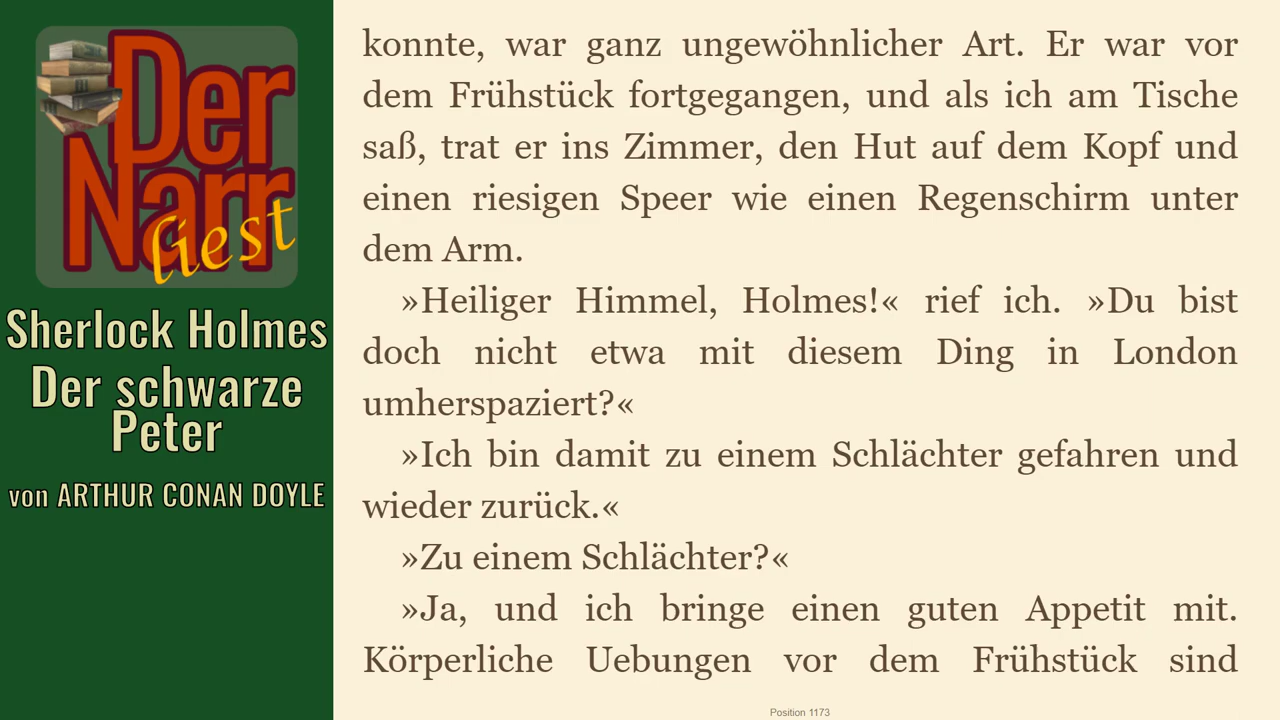 Der
Narr
liest
Sherlock Holmes
Der schwarze
Peter
von ARTHUR CONAN DOYLE
konnte, war ganz ungewöhnlicher Art. Er war vor
dem Frühstück fortgegangen, und als ich am Tische
saß, trat er ins Zimmer, den Hut auf dem Kopf und
einen riesigen Speer wie einen Regenschirm unter
dem Arm.
»Heiliger Himmel, Holmes!« rief ich. »Du bist
doch nicht etwa mit diesem Ding in London
umherspaziert?«
»Ich bin damit zu einem Schlächter gefahren und
wieder zurück.«
»Zu einem Schlächter?«
»Ja, und ich bringe einen guten Appetit mit.
Körperliche Uebungen vor dem Frühstück sind
Position 1173